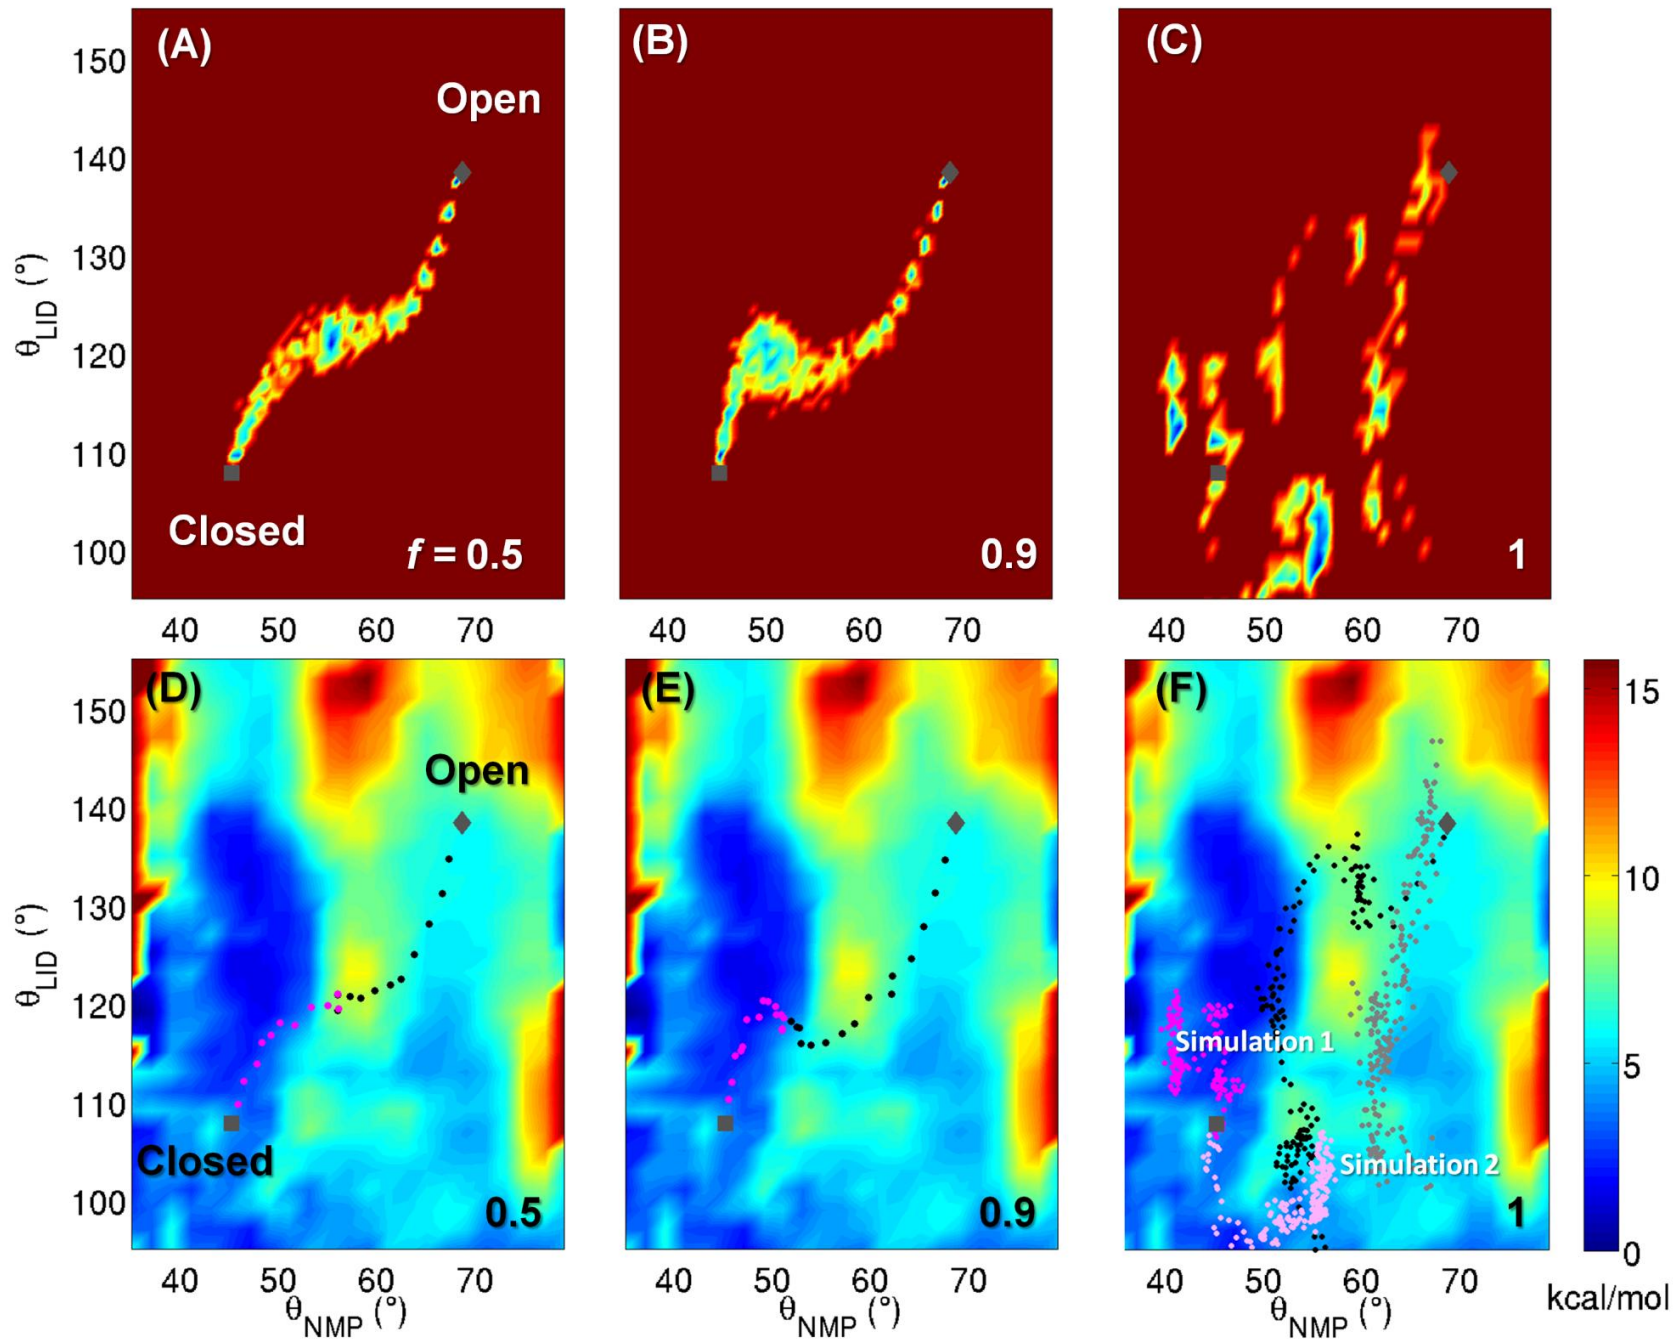 (A)
(B)
(C)
Open
Closed
f = 0.5
0.9
1
150
140
130
120
110
100
θLID (°)
40 50 60 70
40 50 60 70
40 50 60 70
(D)
(E)
(F)
Open
Closed
0.5
0.9
Simulation 1
Simulation 2
1
150
140
130
120
110
100
θLID (°)
40 50 60 70
40 50 60 70
40 50 60 70
θNMP (°)
θNMP (°)
θNMP (°)
15
10
5
0
kcal/mol